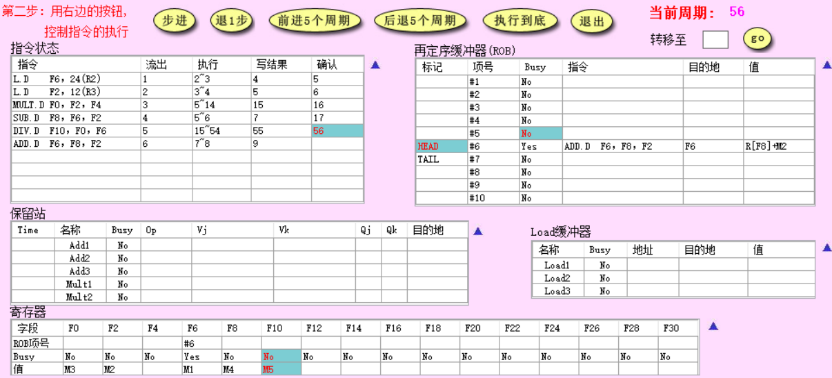 第二步：用右边的按钮，
控制指令的执行
步进 退1步 前进5个周期 后退5个周期 执行到底 退出
当前周期： 56
转移至 go
指令状态
指令 流出 执行 写结果 确认
L.D F6, 24(R2) 1 2~3 4 5
L.D F2, 12(R3) 2 3~4 5 6
MULT.D F0, F2, F4 3 5~14 15 16
SUB.D F8, F6, F2 4 5~6 7 17
DIV.D F10, F0, F6 5 15~54 55 56
ADD.D F6, F8, F2 6 7~8 9
再定序缓冲器(ROB)
标记 项号 Busy 指令 目的地 值
#1 No
#2 No
#3 No
#4 No
#5 No
HEAD #6 Yes ADD.D F6, F8, F2 F6 R[F8]+M2
TAIL #7 No
#8 No
#9 No
#10 No
保留站
Time 名称 Busy Op Vj Vk Qj Qk 目的地
Add1 No
Add2 No
Add3 No
Mult1 No
Mult2 No
Load缓冲器
名称 Busy 地址 目的地 值
Load1 No
Load2 No
Load3 No
寄存器
字段 F0 F2 F4 F6 F8 F10 F12 F14 F16 F18 F20 F22 F24 F26 F28 F30
ROB项号 #6
Busy No No No Yes No No No No No No No No No No No No
值 M3 M2 M1 M4 M5